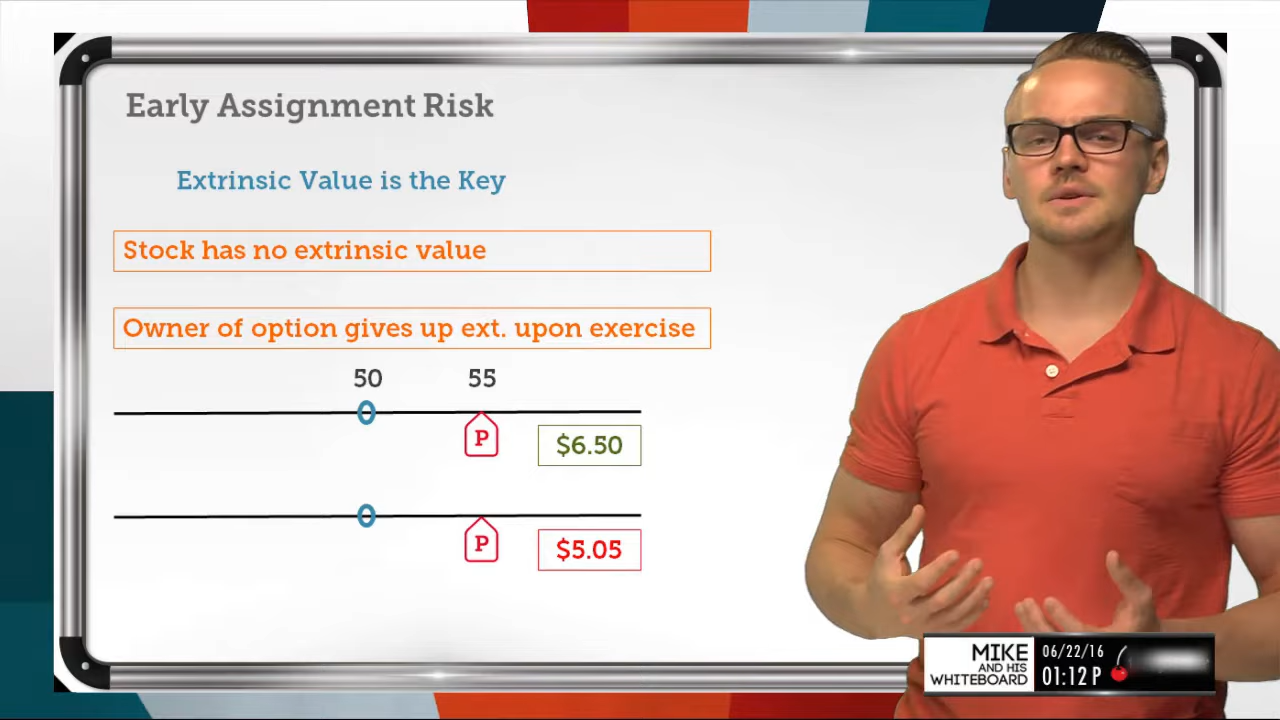 Early Assignment Risk
Extrinsic Value is the Key
Stock has no extrinsic value
Owner of option gives up ext. upon exercise
50 55
P $6.50
P $5.05
MIKE
AND HIS
WHITEBOARD
06/22/16
01:12 P